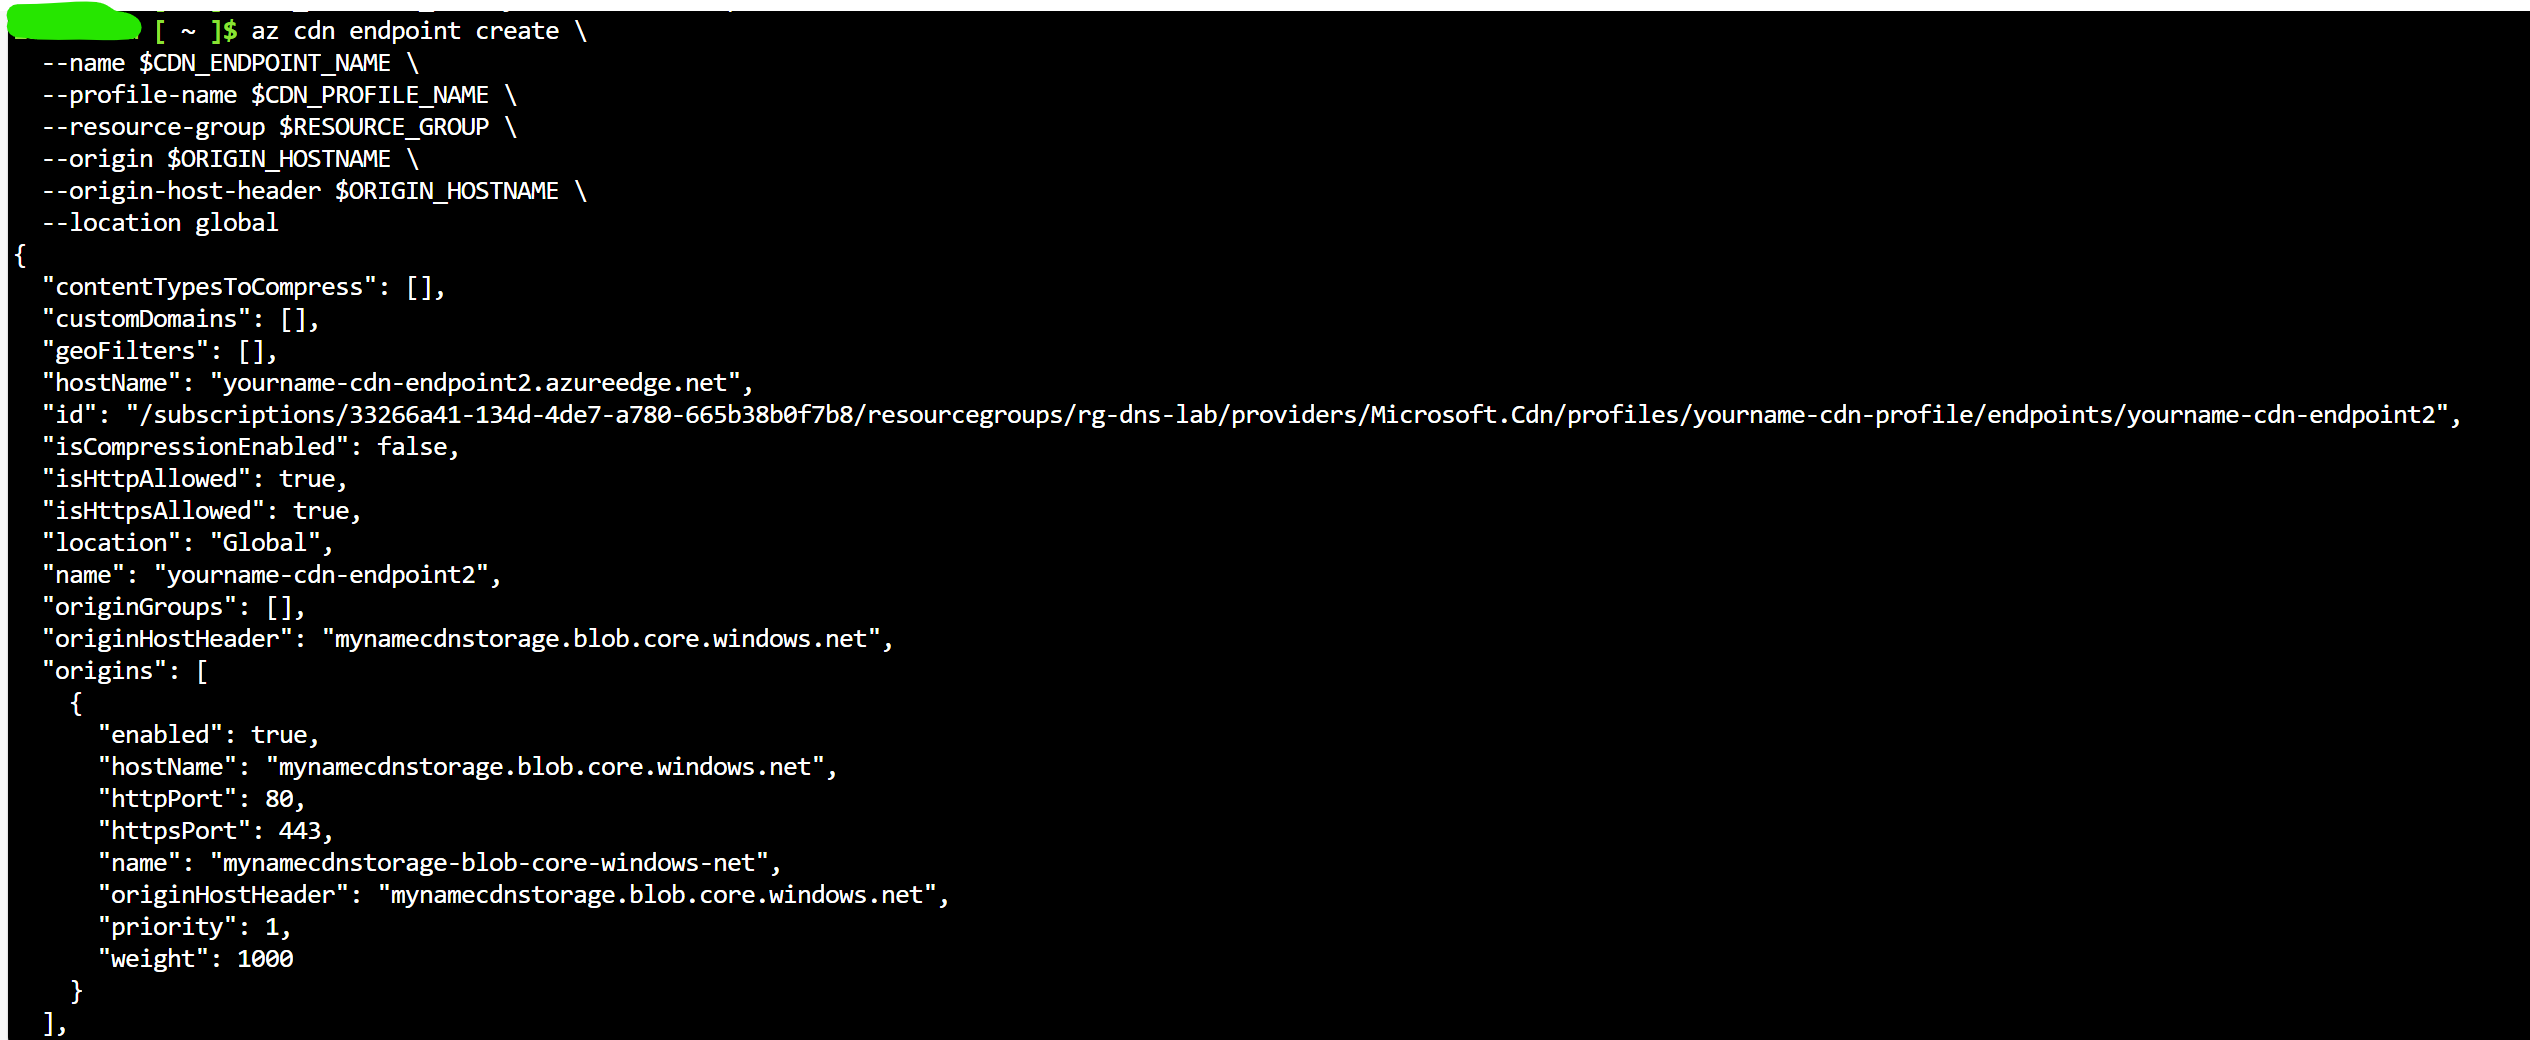 [ ~ ]$ az cdn endpoint create \
--name $CDN_ENDPOINT_NAME \
--profile-name $CDN_PROFILE_NAME \
--resource-group $RESOURCE_GROUP \
--origin $ORIGIN_HOSTNAME \
--origin-host-header $ORIGIN_HOSTNAME \
--location global
{
"contentTypesToCompress": [],
"customDomains": [],
"geoFilters": [],
"hostName": "yourname-cdn-endpoint2.azureedge.net",
"id": "/subscriptions/33266a41-134d-4de7-a780-665b38b0f7b8/resourcegroups/rg-dns-lab/providers/Microsoft.Cdn/profiles/yourname-cdn-profile/endpoints/yourname-cdn-endpoint2",
"isCompressionEnabled": false,
"isHttpAllowed": true,
"isHttpsAllowed": true,
"location": "Global",
"name": "yourname-cdn-endpoint2",
"originGroups": [],
"originHostHeader": "mynamecdnstorage.blob.core.windows.net",
"origins": [
{
"enabled": true,
"hostName": "mynamecdnstorage.blob.core.windows.net",
"httpPort": 80,
"httpsPort": 443,
"name": "mynamecdnstorage-blob-core-windows-net",
"originHostHeader": "mynamecdnstorage.blob.core.windows.net",
"priority": 1,
"weight": 1000
}
],